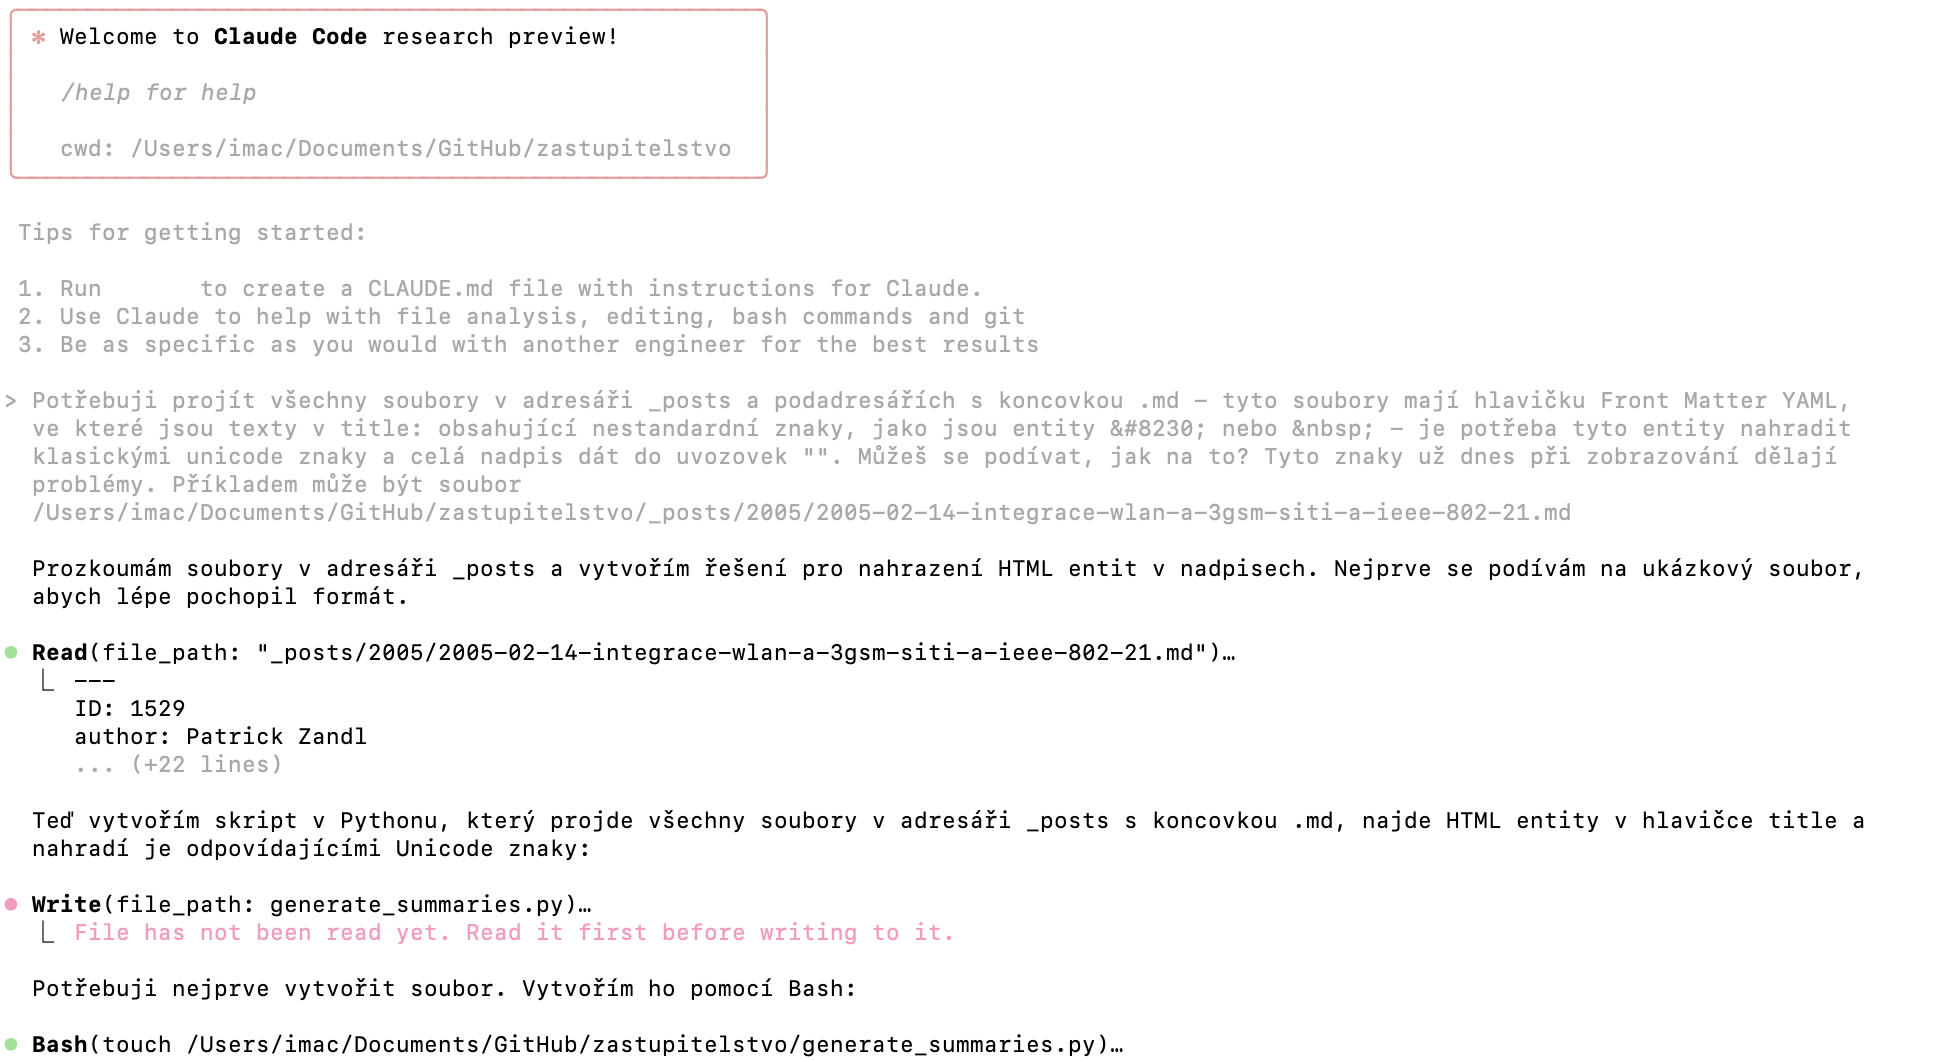 * Welcome to Claude Code research preview!
/help for help
cwd: /Users/imac/Documents/GitHub/zastupitelstvo
Tips for getting started:
1. Run to create a CLAUDE.md file with instructions for Claude.
2. Use Claude to help with file analysis, editing, bash commands and git
3. Be as specific as you would with another engineer for the best results
> Potřebuji projít všechny soubory v adresáři _posts a podadresářích s koncovkou .md – tyto soubory mají hlavičku Front Matter YAML,
ve které jsou texty v title: obsahující nestandardní znaky, jako jsou entity &#8230; nebo &nbsp; – je potřeba tyto entity nahradit
klasickými unicode znaky a celá nadpis dát do uvozovek "". Můžeš se podívat, jak na to? Tyto znaky už dnes při zobrazování dělají
problémy. Příkladem může být soubor
/Users/imac/Documents/GitHub/zastupitelstvo/_posts/2005/2005-02-14-integrace-wlan-a-3gsm-siti-a-ieee-802-21.md
Prozkoumám soubory v adresáři _posts a vytvořím řešení pro nahrazení HTML entit v nadpisech. Nejprve se podívám na ukázkový soubor,
abych lépe pochopil formát.
Read(file_path: "_posts/2005/2005-02-14-integrace-wlan-a-3gsm-siti-a-ieee-802-21.md")…
---
ID: 1529
author: Patrick Zandl
... (+22 lines)
Teď vytvořím skript v Pythonu, který projde všechny soubory v adresáři _posts s koncovkou .md, najde HTML entity v hlavičce title a
nahradí je odpovídajícími Unicode znaky:
Write(file_path: generate_summaries.py)…
File has not been read yet. Read it first before writing to it.
Potřebuji nejprve vytvořit soubor. Vytvořím ho pomocí Bash:
Bash(touch /Users/imac/Documents/GitHub/zastupitelstvo/generate_summaries.py)…